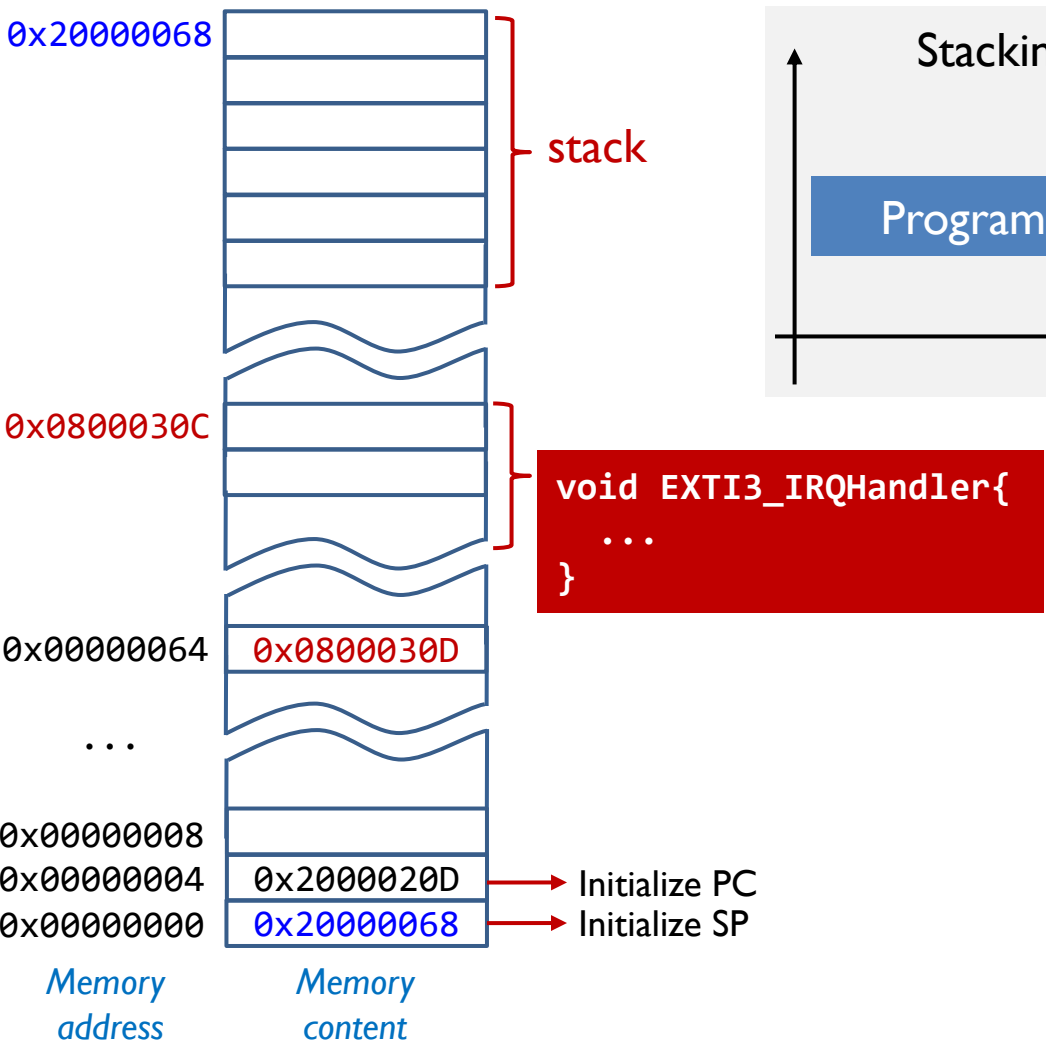 0x20000068
Stackin
stack
Program
0x0800030C
void EXTI3_IRQHandler{
...
}
0x00000064 0x0800030D
...
0x00000008
0x00000004 0x2000020D Initialize PC
0x00000000 0x20000068 Initialize SP
Memory Memory
address content